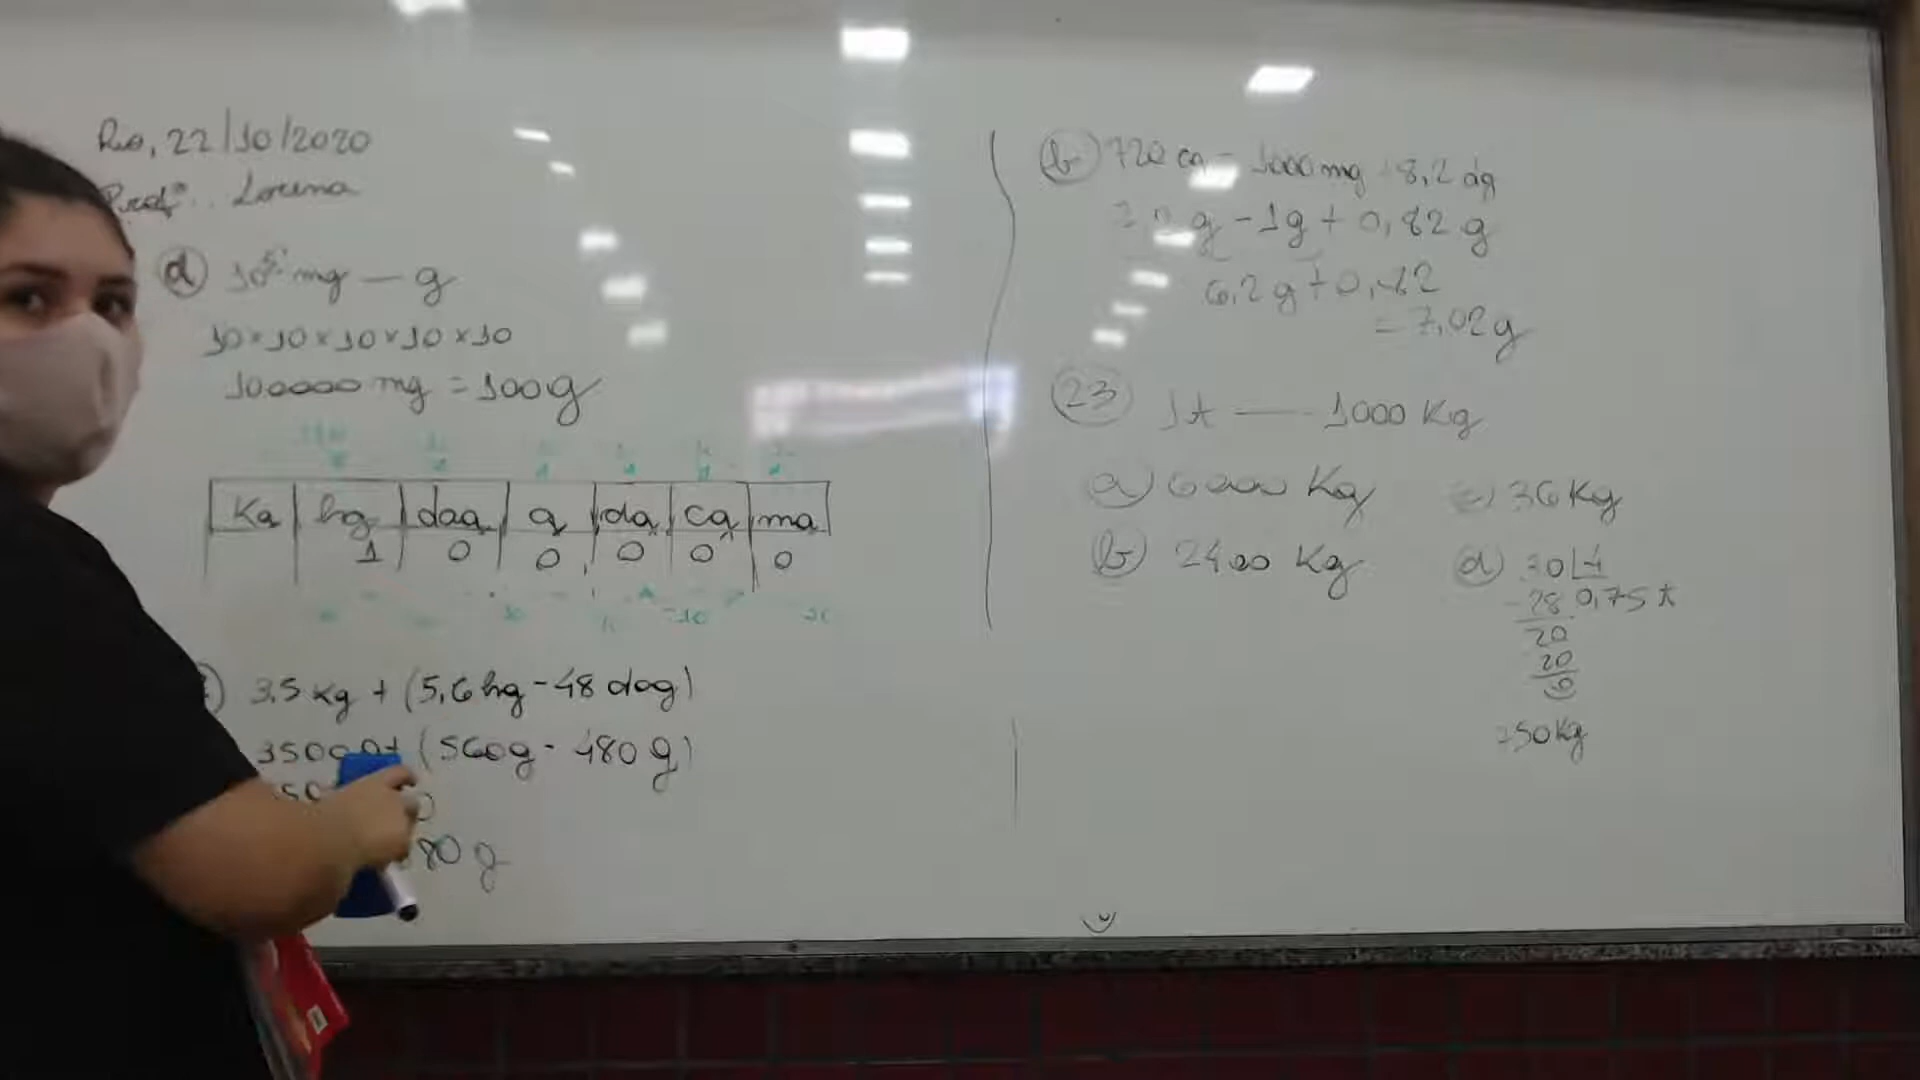 Rio, 22/10/2020
Profª. Lorena
d) 10⁵ mg — g
10×10×10×10×10
100000 mg = 100g
Kg hg dag g dg cg mg
1 0 0, 0 0 0
3,5 Kg + (5,6 hg - 48 dag)
(560g - 480 g)
80 g
b) 720 cg - 1000 mg + 8,2 dg
g - 1g + 0,82 g
6,2 g + 0,82
= 7,02g
23
1t — 1000 Kg
a) 6000 Kg
b) 2400 Kg
c) 36 Kg
d) 30 4
-28 0,75 t
20
20
0
750 Kg